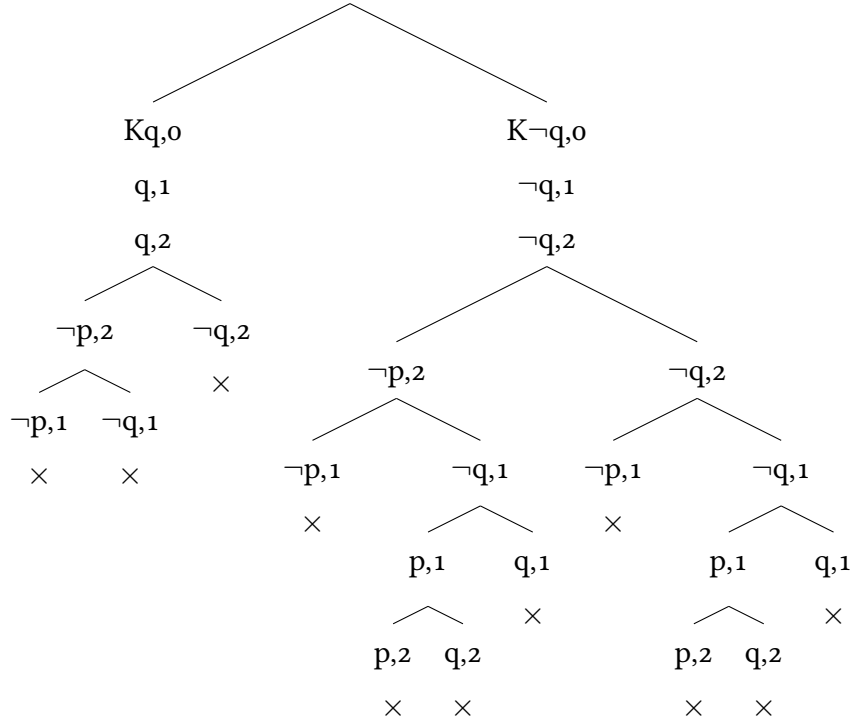 Kq,0 K¬q,0
q,1 ¬q,1
q,2 ¬q,2
¬p,2 ¬q,2
× ¬p,2 ¬q,2
¬p,1 ¬q,1
× × ¬p,1 ¬q,1 ¬p,1 ¬q,1
× ×
p,1 q,1 p,1 q,1
× ×
p,2 q,2 p,2 q,2
× × × ×